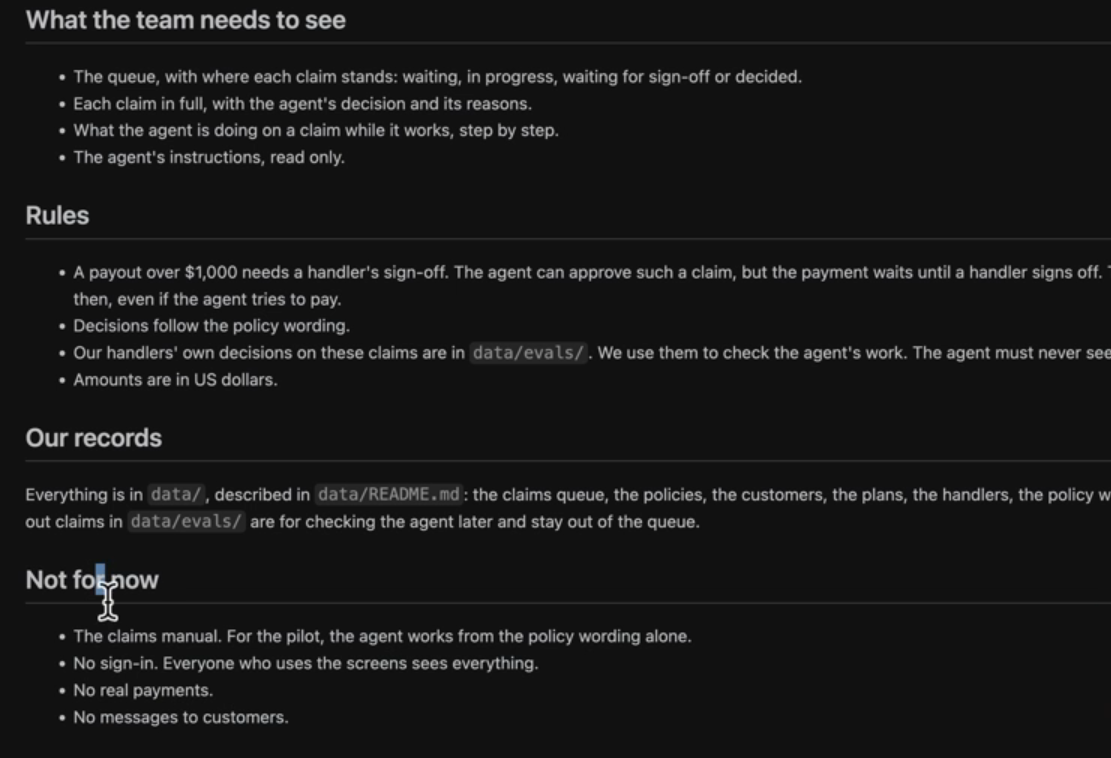 What the team needs to see
• The queue, with where each claim stands: waiting, in progress, waiting for sign-off or decided.
• Each claim in full, with the agent's decision and its reasons.
• What the agent is doing on a claim while it works, step by step.
• The agent's instructions, read only.
Rules
• A payout over $1,000 needs a handler's sign-off. The agent can approve such a claim, but the payment waits until a handler signs off.
then, even if the agent tries to pay.
• Decisions follow the policy wording.
• Our handlers' own decisions on these claims are in data/evals/. We use them to check the agent's work. The agent must never see
• Amounts are in US dollars.
Our records
Everything is in data/, described in data/README.md: the claims queue, the policies, the customers, the plans, the handlers, the policy
out claims in data/evals/ are for checking the agent later and stay out of the queue.
Not for now
• The claims manual. For the pilot, the agent works from the policy wording alone.
• No sign-in. Everyone who uses the screens sees everything.
• No real payments.
• No messages to customers.